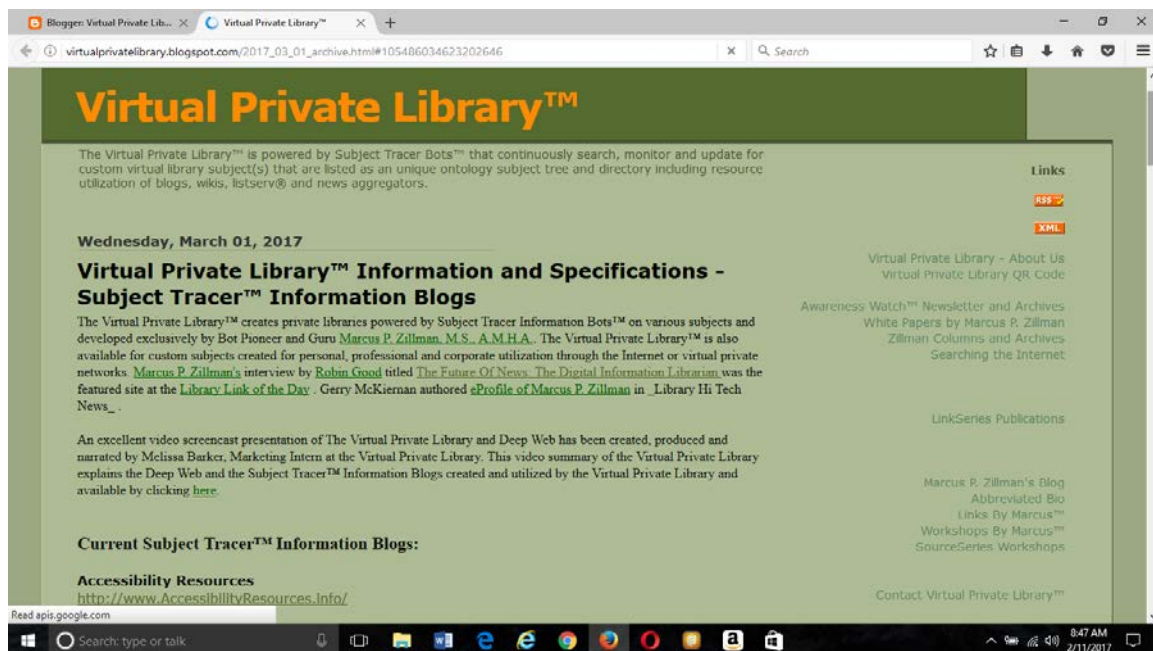 Blogger: Virtual Private Lib...
Virtual Private Library™
virtualprivatelibrary.blogspot.com/2017_03_01_archive.html#105486034623202646
Search
Virtual Private Library™
The Virtual Private Library™ is powered by Subject Tracer Bots™ that continuously search, monitor and update for
custom virtual library subject(s) that are listed as an unique ontology subject tree and directory including resource
utilization of blogs, wikis, listserv® and news aggregators.
Wednesday, March 01, 2017
Virtual Private Library™ Information and Specifications -
Subject Tracer™ Information Blogs
The Virtual Private Library™ creates private libraries powered by Subject Tracer Information Bots™ on various subjects and
developed exclusively by Bot Pioneer and Guru Marcus P. Zillman, M.S., A.M.H.A.. The Virtual Private Library™ is also
available for custom subjects created for personal, professional and corporate utilization through the Internet or virtual private
networks. Marcus P. Zillman's interview by Robin Good titled The Future Of News: The Digital Information Librarian was the
featured site at the Library Link of the Day . Gerry McKiernan authored eProfile of Marcus P. Zillman in _Library Hi Tech
News_ .
An excellent video screencast presentation of The Virtual Private Library and Deep Web has been created, produced and
narrated by Melissa Barker, Marketing Intern at the Virtual Private Library. This video summary of the Virtual Private Library
explains the Deep Web and the Subject Tracer™ Information Blogs created and utilized by the Virtual Private Library and
available by clicking here.
Current Subject Tracer™ Information Blogs:
Accessibility Resources
http://www.AccessibilityResources.info/
Links
RSS
XML
Virtual Private Library - About Us
Virtual Private Library QR Code
Awareness Watch™ Newsletter and Archives
White Papers by Marcus P. Zillman
Zillman Columns and Archives
Searching the Internet
LinkSeries Publications
Marcus P. Zillman's Blog
Abbreviated Bio
Links By Marcus™
Workshops By Marcus™
SourceSeries Workshops
Contact Virtual Private Library™
Read apis.google.com
Search: type or talk
8:47 AM
2/11/2017